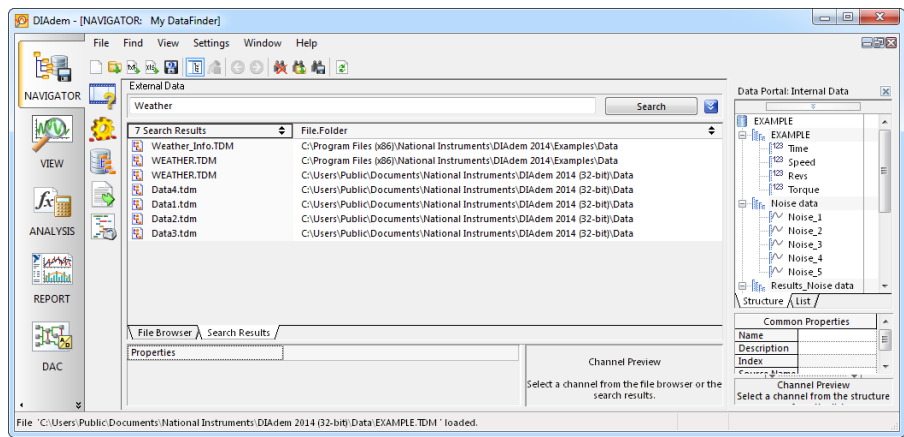 DIAdem - [NAVIGATOR: My DataFinder]
File Find View Settings Window Help
NAVIGATOR
VIEW
ANALYSIS
REPORT
DAC
External Data
Weather
Search
7 Search Results File.Folder
Weather_Info.TDM C:\Program Files (x86)\National Instruments\DIAdem 2014\Examples\Data
WEATHER.TDM C:\Program Files (x86)\National Instruments\DIAdem 2014\Examples\Data
WEATHER.TDM C:\Users\Public\Documents\National Instruments\DIAdem 2014 (32-bit)\Data
Data4.tdm C:\Users\Public\Documents\National Instruments\DIAdem 2014 (32-bit)\Data
Data1.tdm C:\Users\Public\Documents\National Instruments\DIAdem 2014 (32-bit)\Data
Data2.tdm C:\Users\Public\Documents\National Instruments\DIAdem 2014 (32-bit)\Data
Data3.tdm C:\Users\Public\Documents\National Instruments\DIAdem 2014 (32-bit)\Data
File Browser Search Results
Properties
Channel Preview
Select a channel from the file browser or the
search results.
Data Portal: Internal Data
EXAMPLE
EXAMPLE
123 Time
123 Speed
123 Revs
123 Torque
Noise data
Noise_1
Noise_2
Noise_3
Noise_4
Noise_5
Results_Noise data
Structure List
Common Properties
Name
Description
Index
Source Name
Channel Preview
Select a channel from the structure
File 'C:\Users\Public\Documents\National Instruments\DIAdem 2014 (32-bit)\Data\EXAMPLE.TDM ' loaded.